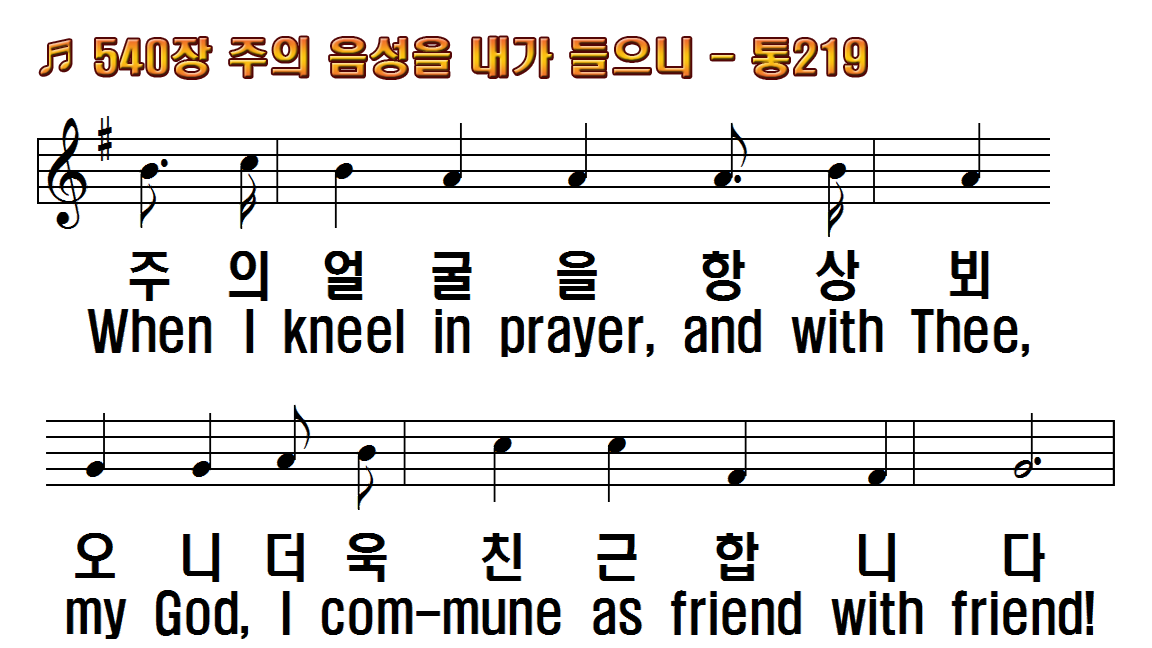 ♬ 540장 주의 음성을 내가 들으니 - 통219
주 의 얼 굴 을 항 상 뵈
When I kneel in prayer, and with Thee,
오 니 더 욱 친 근 합 니 다
my God, I com-mune as friend with friend!